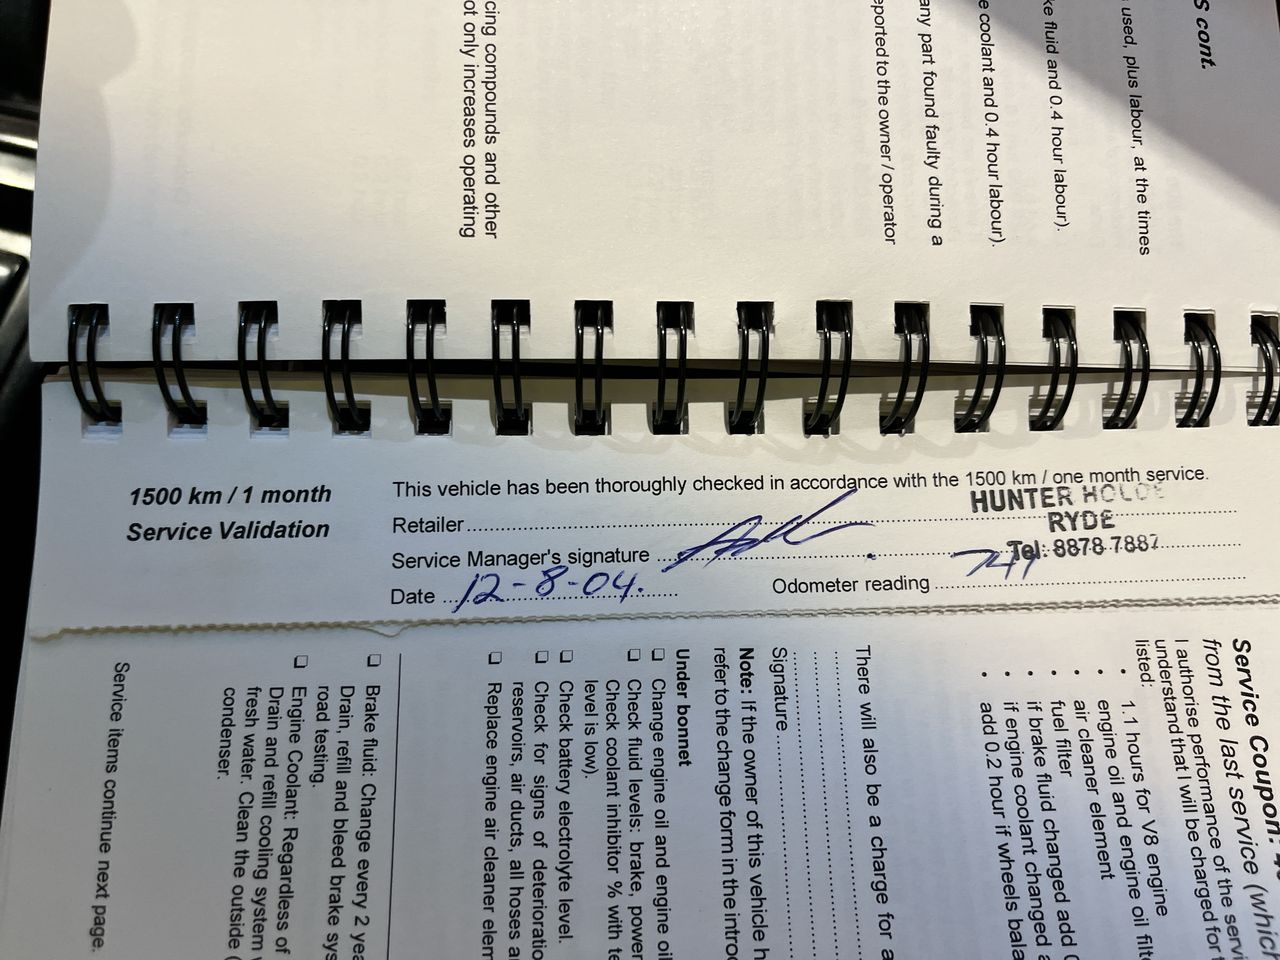 s cont.
used, plus labour, at the times
ke fluid and 0.4 hour labour).
e coolant and 0.4 hour labour).
any part found faulty during a
eported to the owner / operator
cing compounds and other
ot only increases operating
1500 km / 1 month
Service Validation
This vehicle has been thoroughly checked in accordance with the 1500 km / one month service.
Retailer
HUNTER HOLDE
RYDE
Tel: 8878 7887
Service Manager's signature
Date 12-8-04.
Odometer reading
Service Coupon:
from the last service (which
I authorise performance of the servi
understand that I will be charged for t
listed:
• 1.1 hours for V8 engine
• engine oil and engine oil filte
• air cleaner element
• fuel filter
• if brake fluid changed add 0
• if engine coolant changed a
• add 0.2 hour if wheels bala
There will also be a charge for a
Signature
Note: If the owner of this vehicle h
refer to the change form in the introd
Under bonnet
❑ Change engine oil and engine oil
❑ Check fluid levels: brake, power
Check coolant inhibitor % with te
level is low).
❑ Check battery electrolyte level.
❑ Check for signs of deterioratio
reservoirs, air ducts, all hoses a
❑ Replace engine air cleaner elem
❑ Brake fluid: Change every 2 yea
Drain, refill and bleed brake sys
road testing.
❑ Engine Coolant: Regardless of
Drain and refill cooling system w
fresh water. Clean the outside (
condenser.
Service items continue next page.